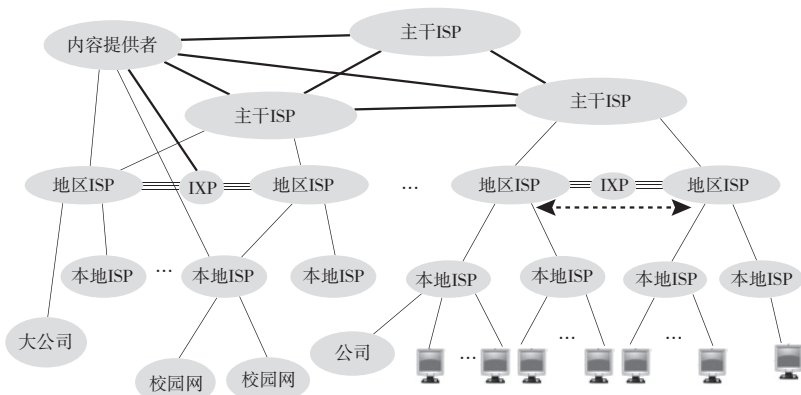 主干ISP
内容提供者
主干ISP
主干ISP
地区ISP
IXP
地区ISP
...
地区ISP
IXP
地区ISP
本地ISP
...
本地ISP
本地ISP
本地ISP
本地ISP
本地ISP
本地ISP
大公司
公司
...
...
...
校园网
校园网